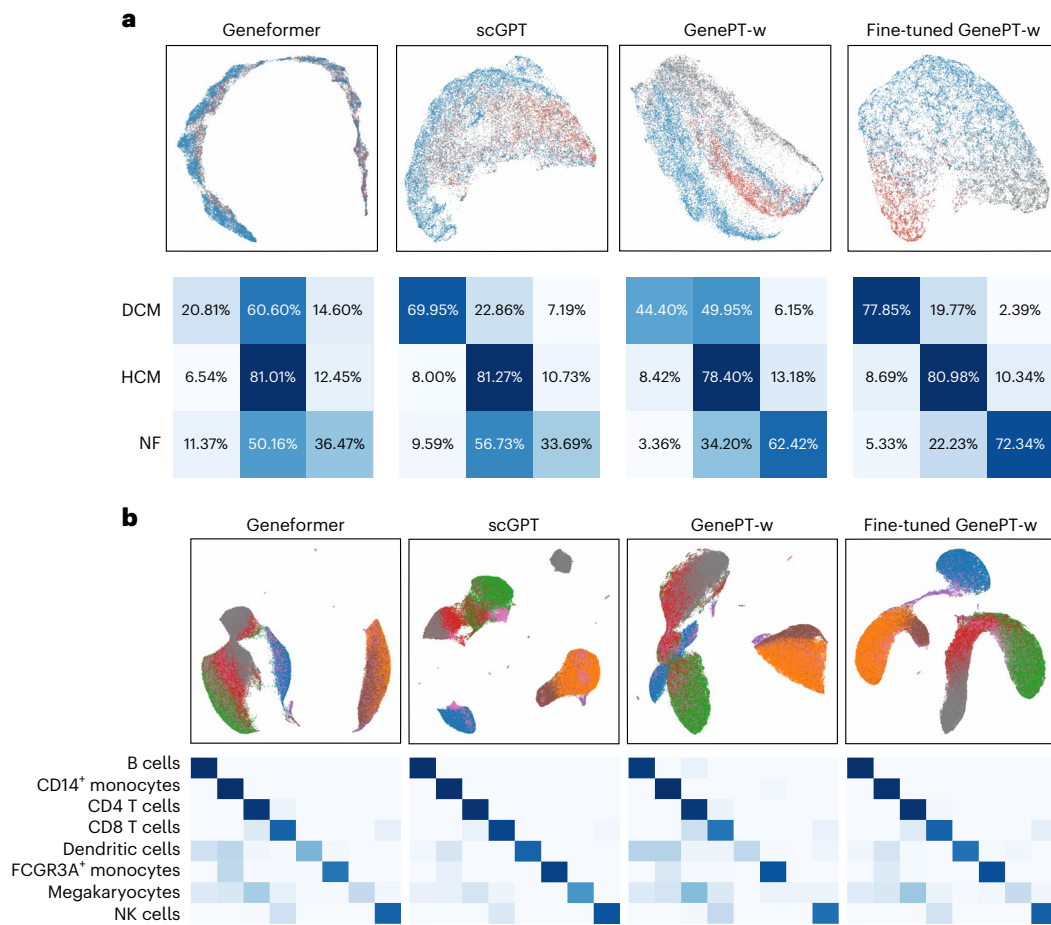 a
Geneformer scGPT GenePT-w Fine-tuned GenePT-w
DCM 20.81% 60.60% 14.60% 69.95% 22.86% 7.19% 44.40% 49.95% 6.15% 77.85% 19.77% 2.39%
HCM 6.54% 81.01% 12.45% 8.00% 81.27% 10.73% 8.42% 78.40% 13.18% 8.69% 80.98% 10.34%
NF 11.37% 50.16% 36.47% 9.59% 56.73% 33.69% 3.36% 34.20% 62.42% 5.33% 22.23% 72.34%
b
Geneformer scGPT GenePT-w Fine-tuned GenePT-w
B cells
CD14⁺ monocytes
CD4 T cells
CD8 T cells
Dendritic cells
FCGR3A⁺ monocytes
Megakaryocytes
NK cells